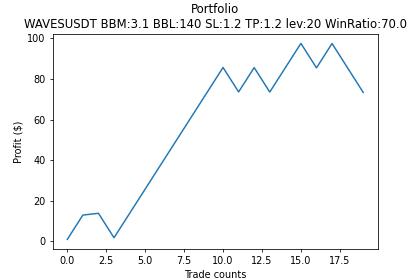 Portfolio
WAVESUSDT BBM:3.1 BBL:140 SL:1.2 TP:1.2 lev:20 WinRatio:70.0
100
80
60
40
20
0
Profit ($)
0.0 2.5 5.0 7.5 10.0 12.5 15.0 17.5
Trade counts